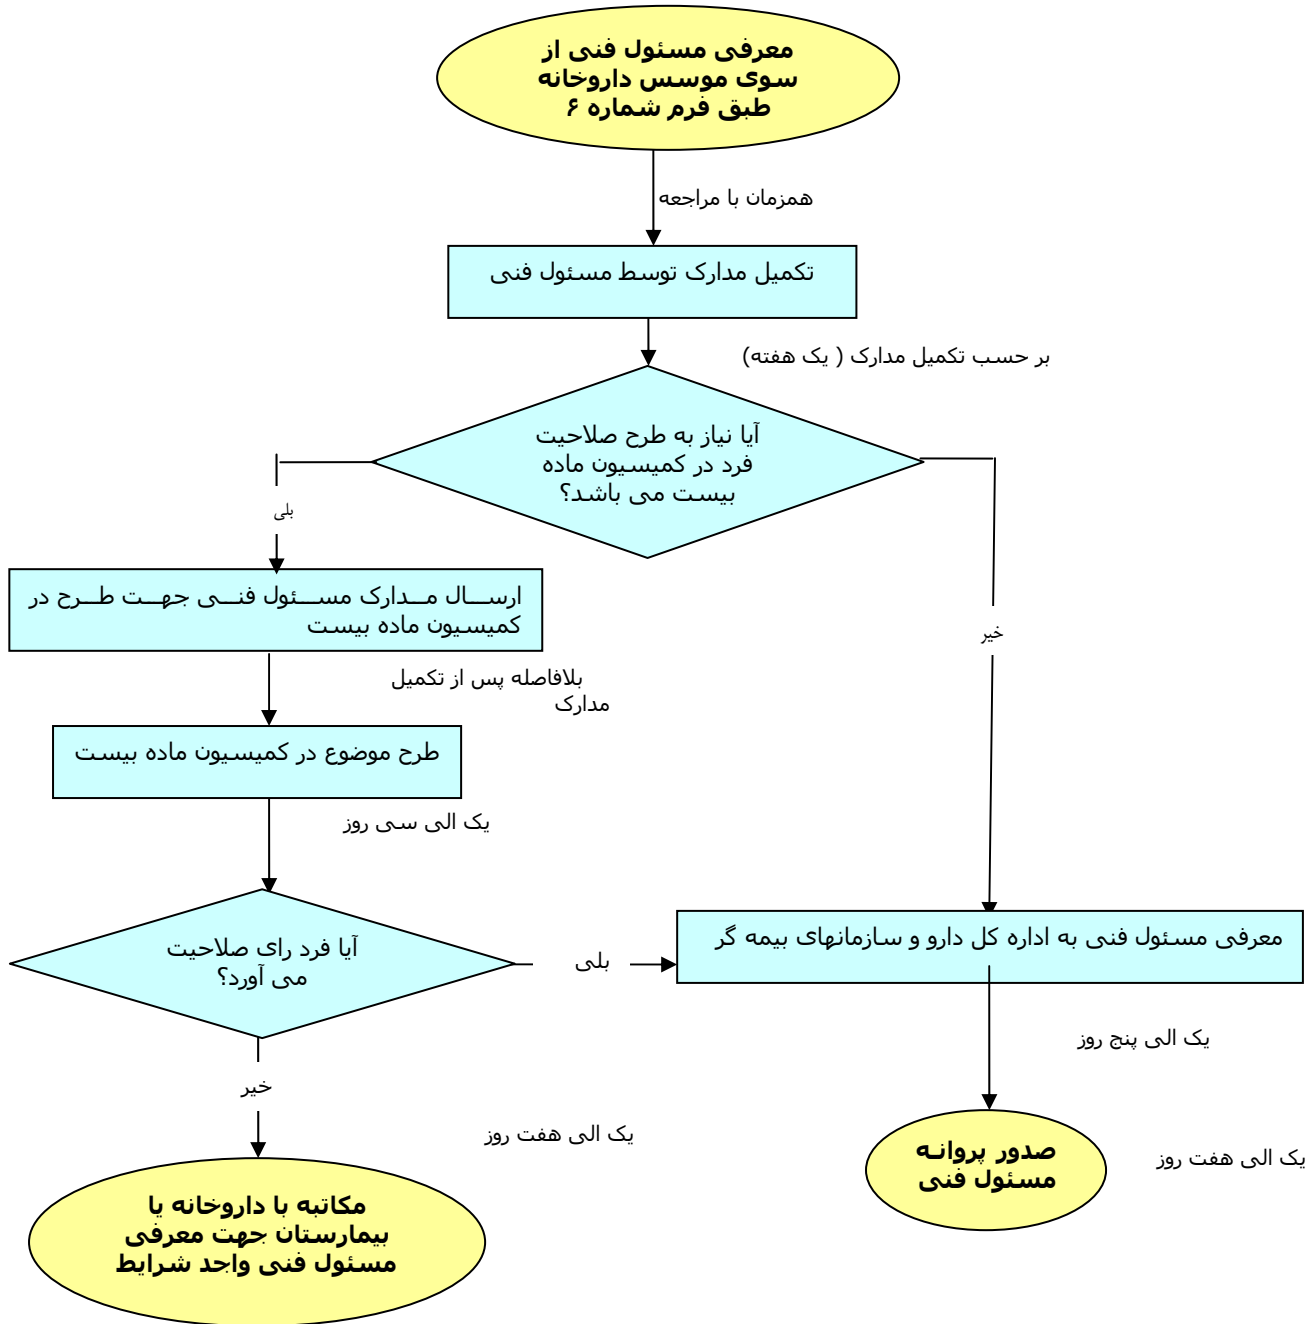 معرفی مسئول فنی از
سوی موسس داروخانه
طبق فرم شماره ۶
همزمان با مراجعه
تکمیل مدارک توسط مسئول فنی
بر حسب تکمیل مدارک ( یک هفته)
آیا نیاز به طرح صلاحیت
فرد در کمیسیون ماده
بیست می باشد؟
بلی
خیر
ارسال مدارک مسئول فنی جهت طرح در
کمیسیون ماده بیست
بلافاصله پس از تکمیل
مدارک
طرح موضوع در کمیسیون ماده بیست
یک الی سی روز
آیا فرد رای صلاحیت
می آورد؟
بلی
معرفی مسئول فنی به اداره کل دارو و سازمانهای بیمه گر
یک الی پنج روز
خیر
یک الی هفت روز
صدور پروانه
مسئول فنی
یک الی هفت روز
مکاتبه با داروخانه یا
بیمارستان جهت معرفی
مسئول فنی واجد شرایط